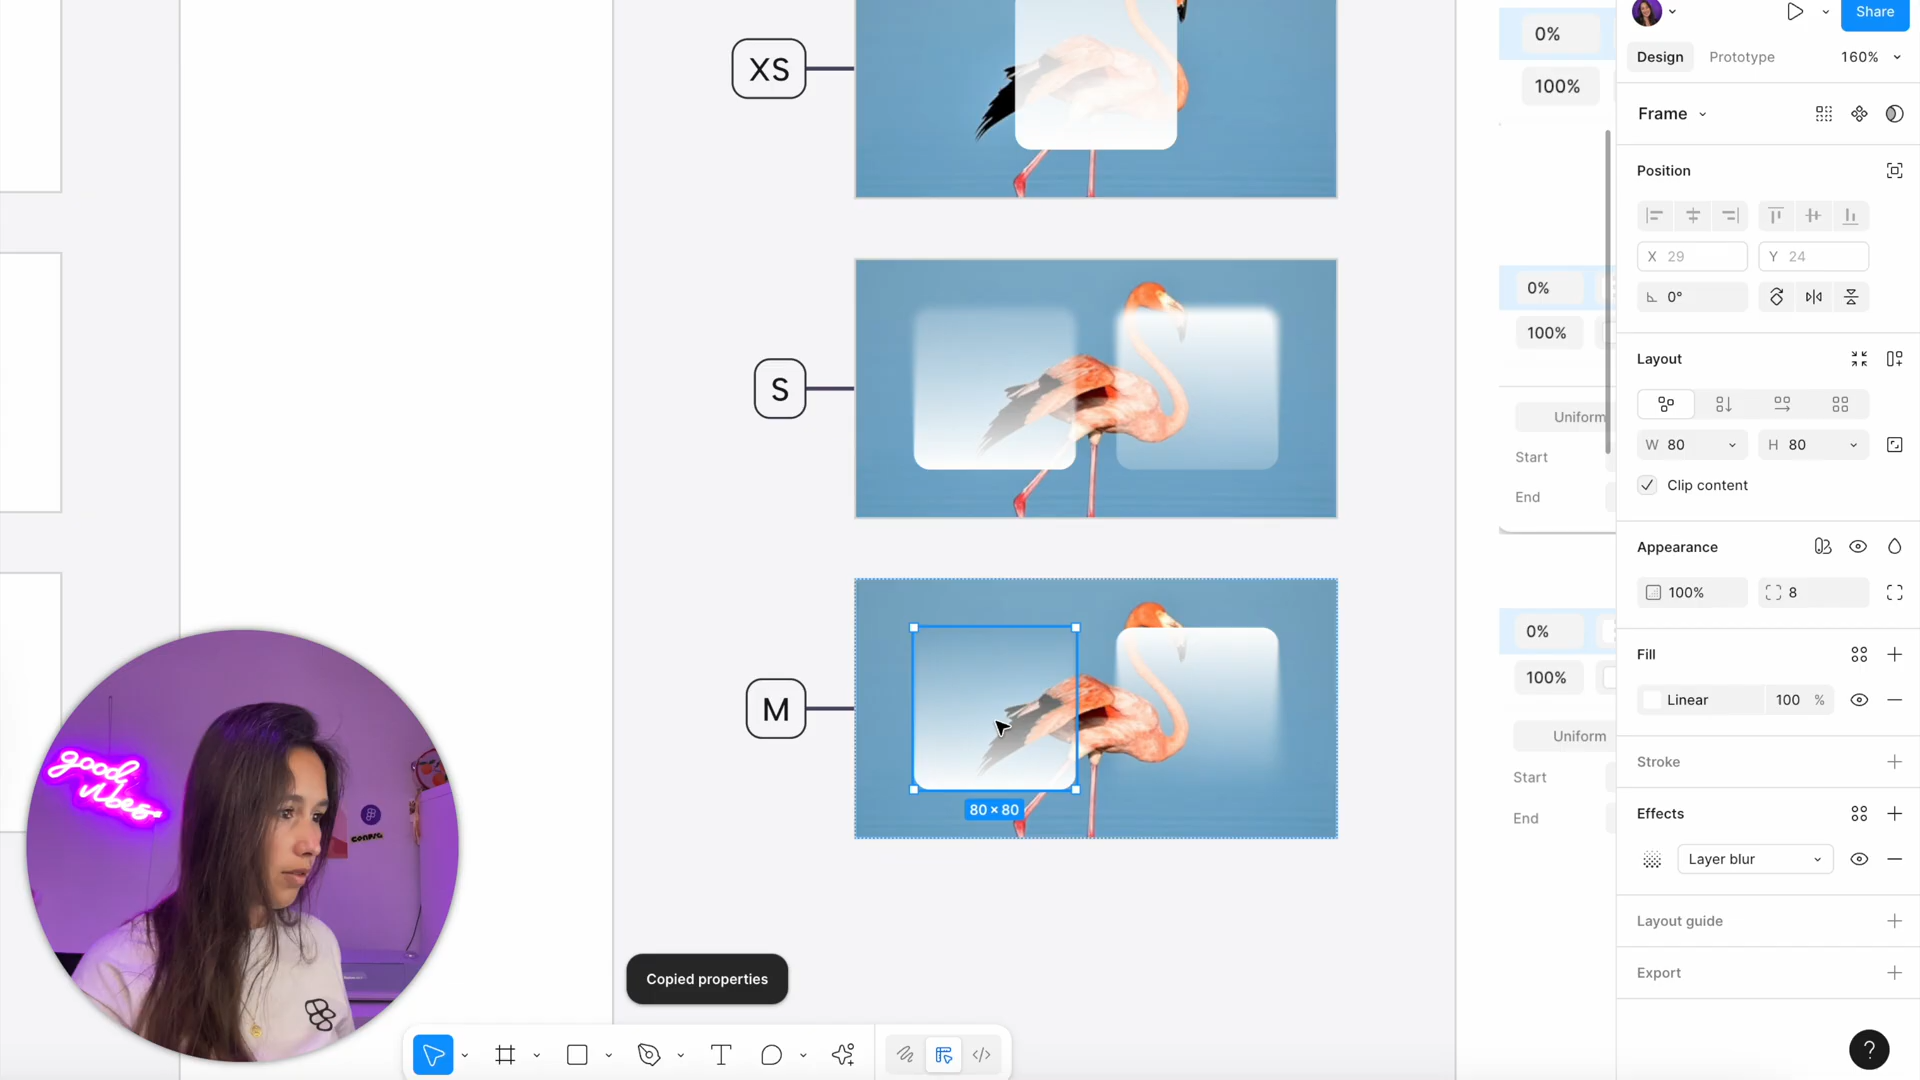 0%
Share
XS
Design
Prototype
160%
100%
Frame
Position
X 29
Y 24
0%
0°
100%
Layout
S
Uniform
W 80
H 80
Start
Clip content
End
Appearance
100%
8
0%
Fill
100%
M
Linear
100
%
Uniform
Stroke
Start
good
vibes
80 × 80
Effects
End
CONFIG
Layer blur
Layout guide
Copied properties
Export
T
</>
?